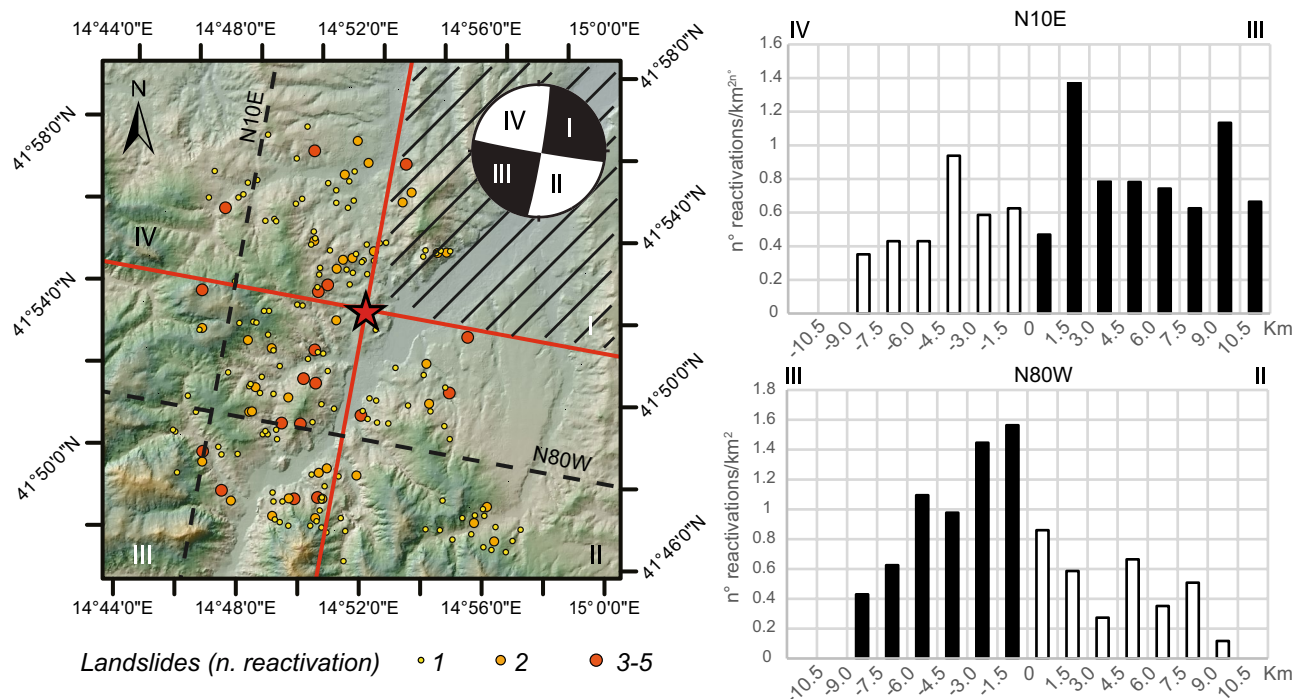 14°44'0"E 14°48'0"E 14°52'0"E 14°56'0"E 15°0'0"E
41°58'0"N
41°54'0"N
41°50'0"N
41°58'0"N
41°54'0"N
41°50'0"N
41°46'0"N
N
N10E
IV
I
II
III
IV
I
N80W
III
II
14°44'0"E 14°48'0"E 14°52'0"E 14°56'0"E 15°0'0"E
Landslides (n. reactivation) 1 2 3-5
IV N10E III
n° reactivations/km2n°
1.6
1.4
1.2
1
0.8
0.6
0.4
0.2
0
-10.5 -9.0 -7.5 -6.0 -4.5 -3.0 -1.5 0 1.5 3.0 4.5 6.0 7.5 9.0 10.5 Km
III N80W II
n° reactivations/km2
1.8
1.6
1.4
1.2
1
0.8
0.6
0.4
0.2
0
-10.5 -9.0 -7.5 -6.0 -4.5 -3.0 -1.5 0 1.5 3.0 4.5 6.0 7.5 9.0 10.5 Km